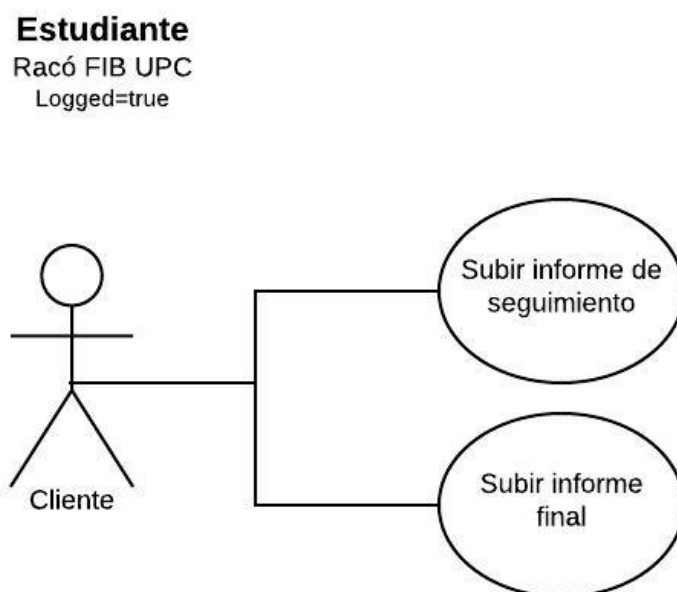 Estudiante
Racó FIB UPC
Logged=true
Subir informe de
seguimiento
Subir informe
final
Cliente